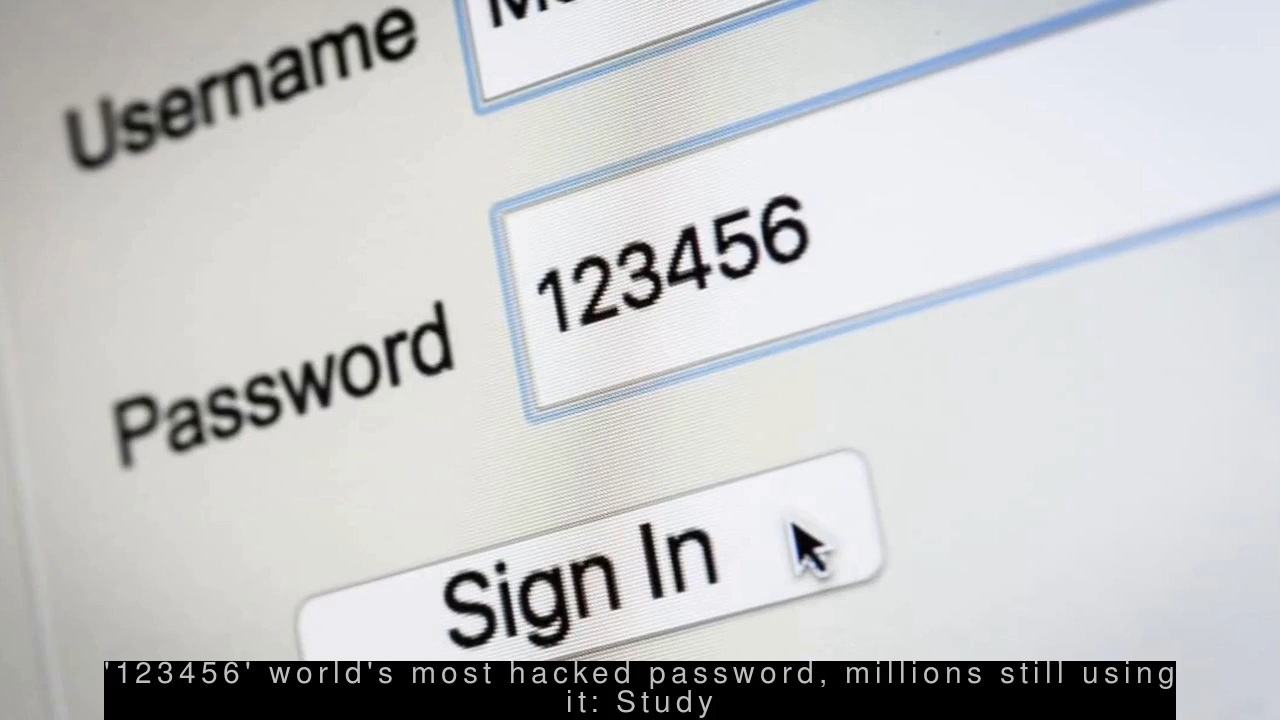 Username
Password
123456
Sign In
'123456' world's most hacked password, millions still using
it: Study